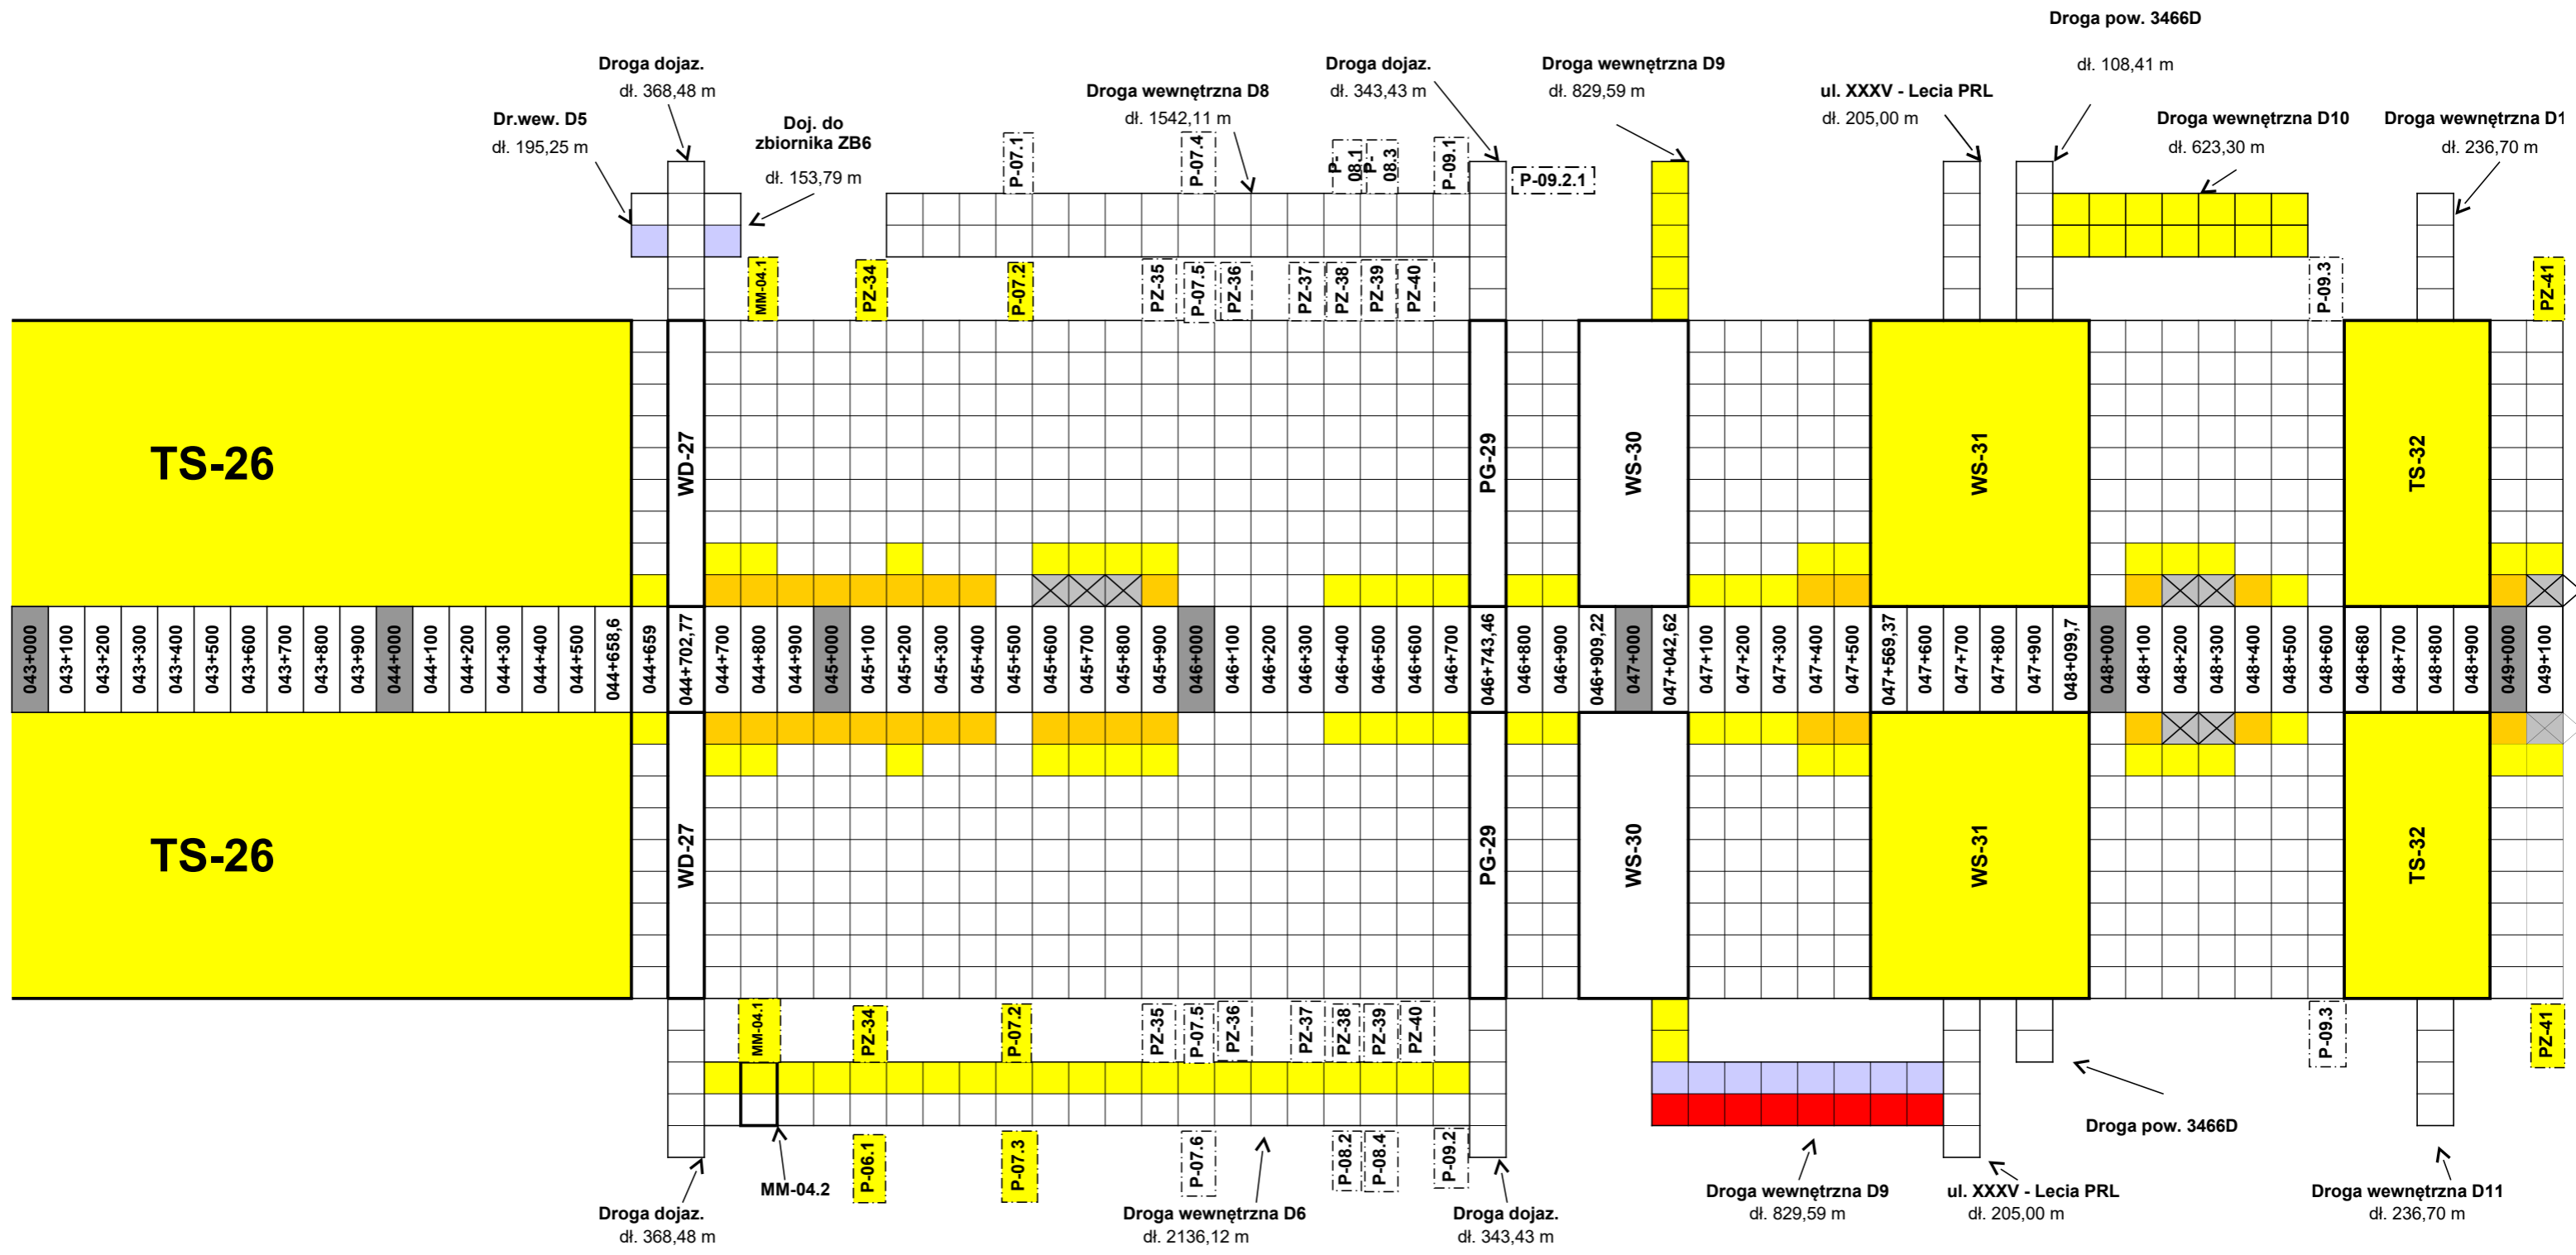 Droga pow. 3466D
dł. 108,41 m
Droga dojaz.
dł. 368,48 m
Droga dojaz.
dł. 343,43 m
Droga wewnętrzna D9
dł. 829,59 m
Droga wewnętrzna D8
dł. 1542,11 m
ul. XXXV - Lecia PRL
dł. 205,00 m
Dr.wew. D5
dł. 195,25 m
Doj. do
zbiornika ZB6
dł. 153,79 m
Droga wewnętrzna D10
dł. 623,30 m
Droga wewnętrzna D1
dł. 236,70 m
P-07.1
P-07.4
P-
08.1
P-
08.3
P-09.1
P-09.2.1
MM-04.1
PZ-34
P-07.2
PZ-35
P-07.5
PZ-36
PZ-37
PZ-38
PZ-39
PZ-40
P-09.3
PZ-41
TS-26
WD-27
PG-29
WS-30
WS-31
TS-32
043+000
043+100
043+200
043+300
043+400
043+500
043+600
043+700
043+800
043+900
044+000
044+100
044+200
044+300
044+400
044+500
044+658,6
044+659
044+702,77
044+700
044+800
044+900
045+000
045+100
045+200
045+300
045+400
045+500
045+600
045+700
045+800
045+900
046+000
046+100
046+200
046+300
046+400
046+500
046+600
046+700
046+743,46
046+800
046+900
046+909,22
047+000
047+042,62
047+100
047+200
047+300
047+400
047+500
047+569,37
047+600
047+700
047+800
047+900
048+099,7
048+000
048+100
048+200
048+300
048+400
048+500
048+600
048+680
048+700
048+800
048+900
049+000
049+100
TS-26
WD-27
PG-29
WS-30
WS-31
TS-32
MM-04.1
PZ-34
P-07.2
PZ-35
P-07.5
PZ-36
PZ-37
PZ-38
PZ-39
PZ-40
P-09.3
PZ-41
P-06.1
P-07.3
P-07.6
P-08.2
P-08.4
P-09.2
MM-04.2
Droga pow. 3466D
Droga dojaz.
dł. 368,48 m
Droga wewnętrzna D6
dł. 2136,12 m
Droga dojaz.
dł. 343,43 m
Droga wewnętrzna D9
dł. 829,59 m
ul. XXXV - Lecia PRL
dł. 205,00 m
Droga wewnętrzna D11
dł. 236,70 m